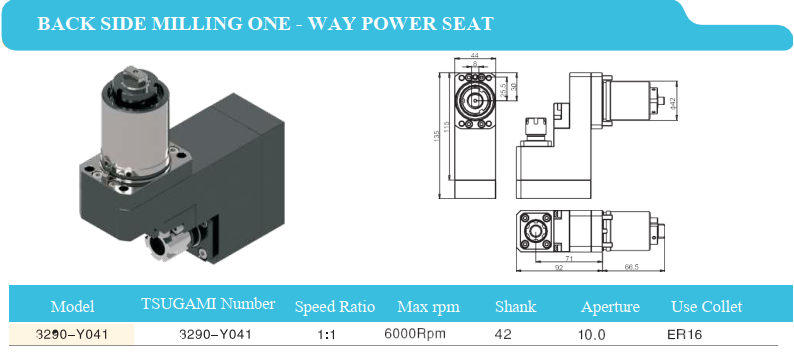 BACK SIDE MILLING ONE - WAY POWER SEAT
44
8
25.5
30
135
115
Φ42
71
92
66.5
Model TSUGAMI Number Speed Ratio Max rpm Shank Aperture Use Collet
3290-Y041 3290-Y041 1:1 6000Rpm 42 10.0 ER16